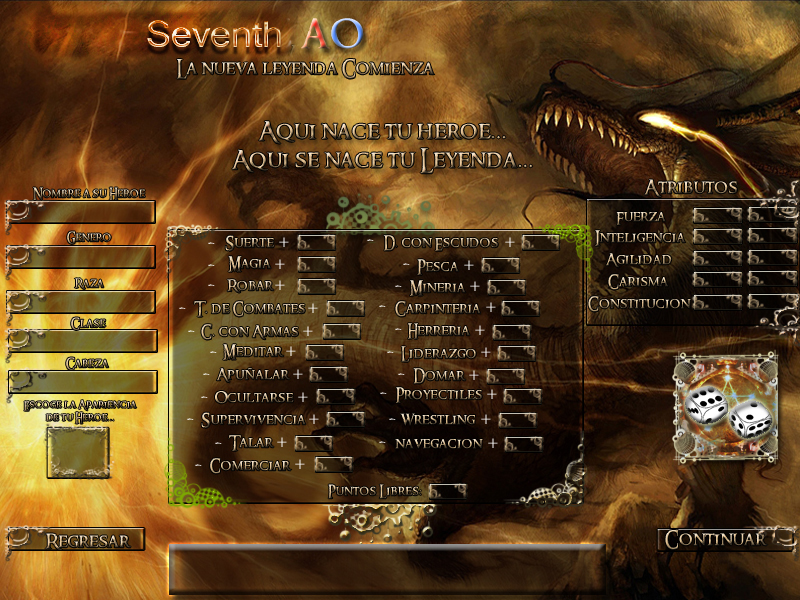 Seventh AO
La nueva leyenda Comienza
Aqui nace tu heroe...
Aqui se nace tu Leyenda...
Nombre a su Heroe
Genero
Raza
Clase
Cabeza
Escoge la Apariencia
de tu Heroe...
~ Suerte +
~ Magia +
~ Robar +
~ T. de Combates +
~ C. con Armas +
~ Meditar +
~ Apuñalar +
~ Ocultarse +
~ Supervivencia +
~ Talar +
~ Comerciar +
~ D. con Escudos +
~ Pesca +
~ Mineria +
~ Carpinteria +
~ Herreria +
~ Liderazgo +
~ Domar +
~ Proyectiles +
~ Wrestling +
~ navegacion +
Puntos Libres:
Atributos
fuerza
Inteligencia
Agilidad
Carisma
Constitucion
Regresar
Continuar